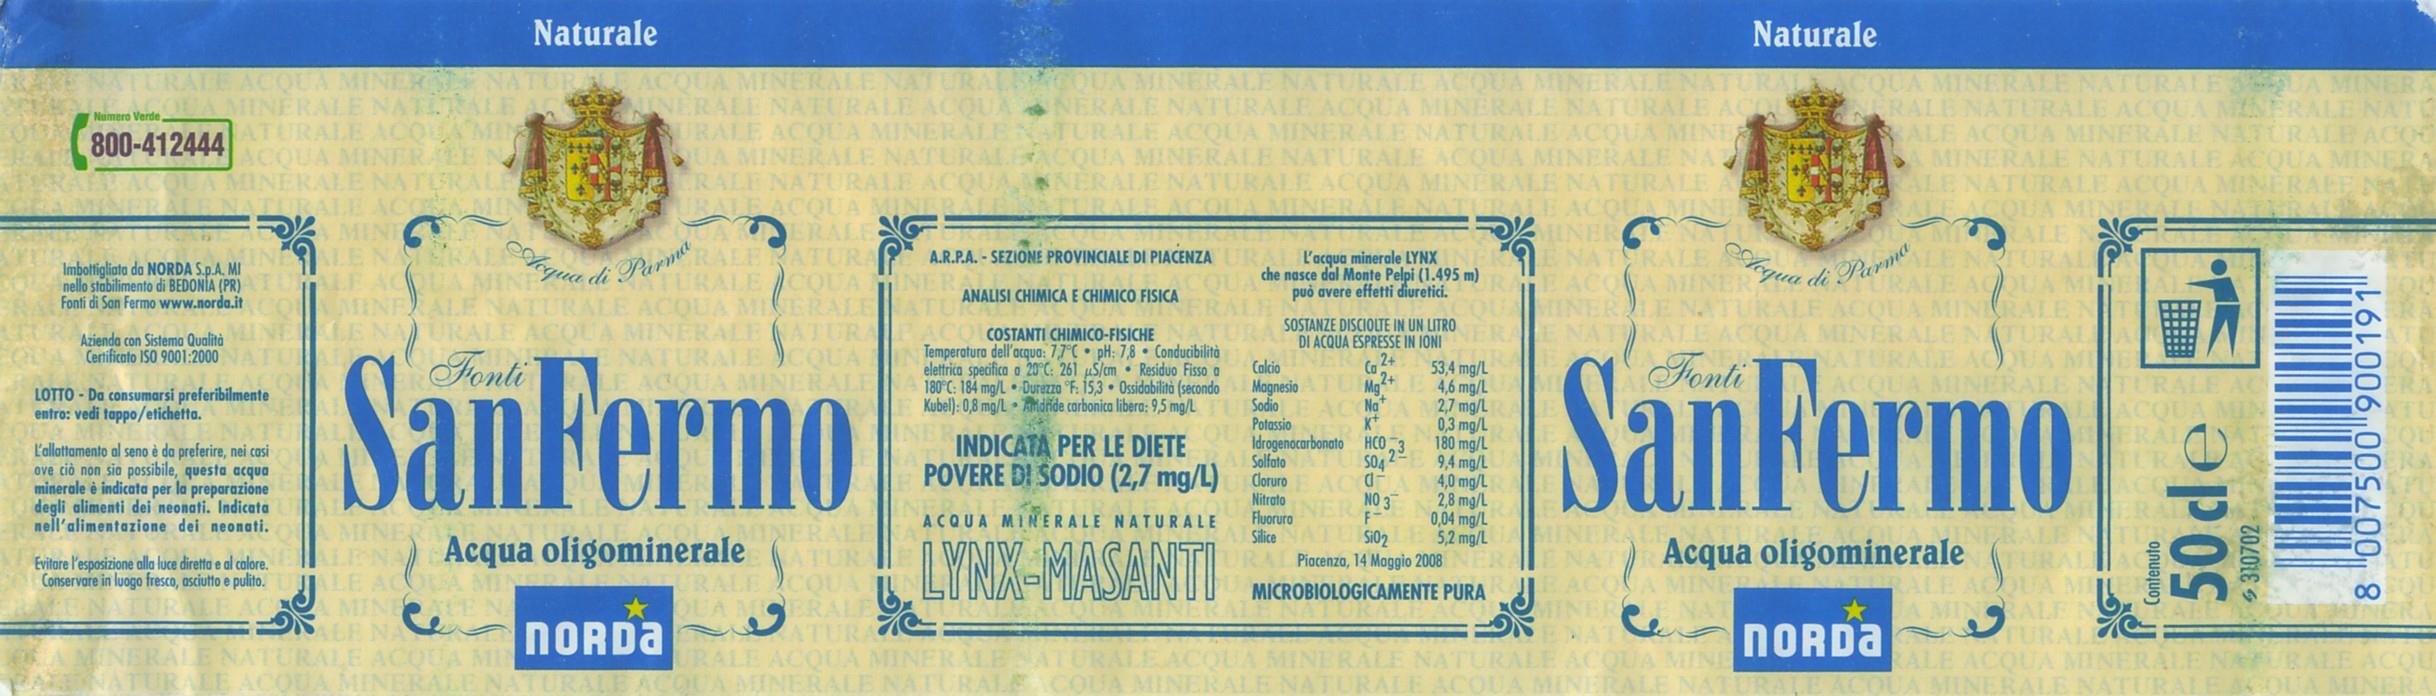 Naturale
Naturale
Numero Verde
800-412444
Imbottigliata da NORDA S.p.A. MI
nello stabilimento di BEDONIA (PR)
Fonti di San Fermo www.norda.it
Azienda con Sistema Qualità
Certificato ISO 9001:2000
LOTTO - Da consumarsi preferibilmente
entro: vedi tappo/etichetta.
L'allattamento al seno è da preferire, nei casi
ove ciò non sia possibile, questa acqua
minerale è indicata per la preparazione
degli alimenti dei neonati. Indicata
nell'alimentazione dei neonati.
Evitare l'esposizione alla luce diretta e al calore.
Conservare in luogo fresco, asciutto e pulito.
Acqua di Parma
Fonti
SanFermo
Acqua oligominerale
NORDa
A.R.P.A. - SEZIONE PROVINCIALE DI PIACENZA
ANALISI CHIMICA E CHIMICO FISICA
COSTANTI CHIMICO-FISICHE
Temperatura dell'acqua: 7,7°C • pH: 7,8 • Conducibilità
elettrica specifica a 20°C: 261 µS/cm • Residuo Fisso a
180°C: 184 mg/L • Durezza °F: 15,3 • Ossidabilità (secondo
Kubel): 0,8 mg/L • Anidride carbonica libera: 9,5 mg/L
INDICATA PER LE DIETE
POVERE DI SODIO (2,7 mg/L)
ACQUA MINERALE NATURALE
LYNX-MASANTI
L'acqua minerale LYNX
che nasce dal Monte Pelpi (1.495 m)
può avere effetti diuretici.
SOSTANZE DISCIOLTE IN UN LITRO
DI ACQUA ESPRESSE IN IONI
Calcio Ca2+ 53,4 mg/L
Magnesio Mg2+ 4,6 mg/L
Sodio Na+ 2,7 mg/L
Potassio K+ 0,3 mg/L
Idrogenocarbonato HCO-3 180 mg/L
Solfato SO4 2- 9,4 mg/L
Cloruro Cl- 4,0 mg/L
Nitrato NO3- 2,8 mg/L
Fluoruro F- 0,04 mg/L
Silice SiO2 5,2 mg/L
Piacenza, 14 Maggio 2008
MICROBIOLOGICAMENTE PURA
Acqua di Parma
Fonti
SanFermo
Acqua oligominerale
NORDa
Contenuto
50 cl e
310702
8 007500 900191